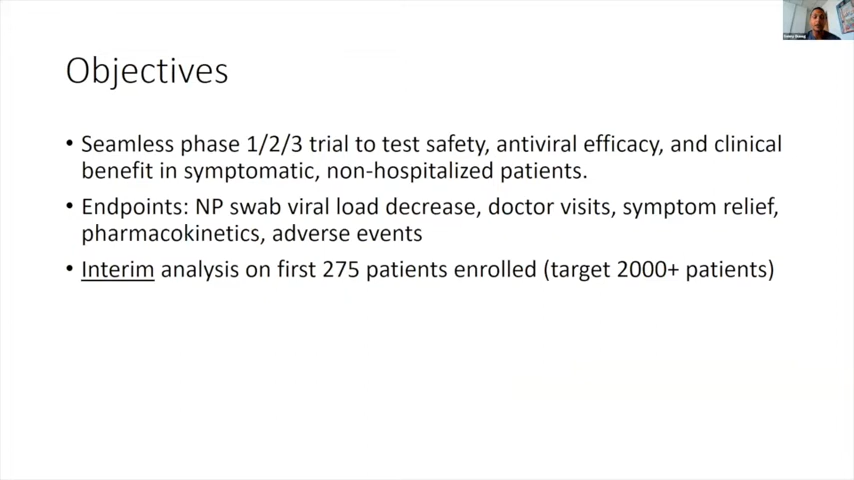 Objectives
• Seamless phase 1/2/3 trial to test safety, antiviral efficacy, and clinical
benefit in symptomatic, non-hospitalized patients.
• Endpoints: NP swab viral load decrease, doctor visits, symptom relief,
pharmacokinetics, adverse events
• Interim analysis on first 275 patients enrolled (target 2000+ patients)